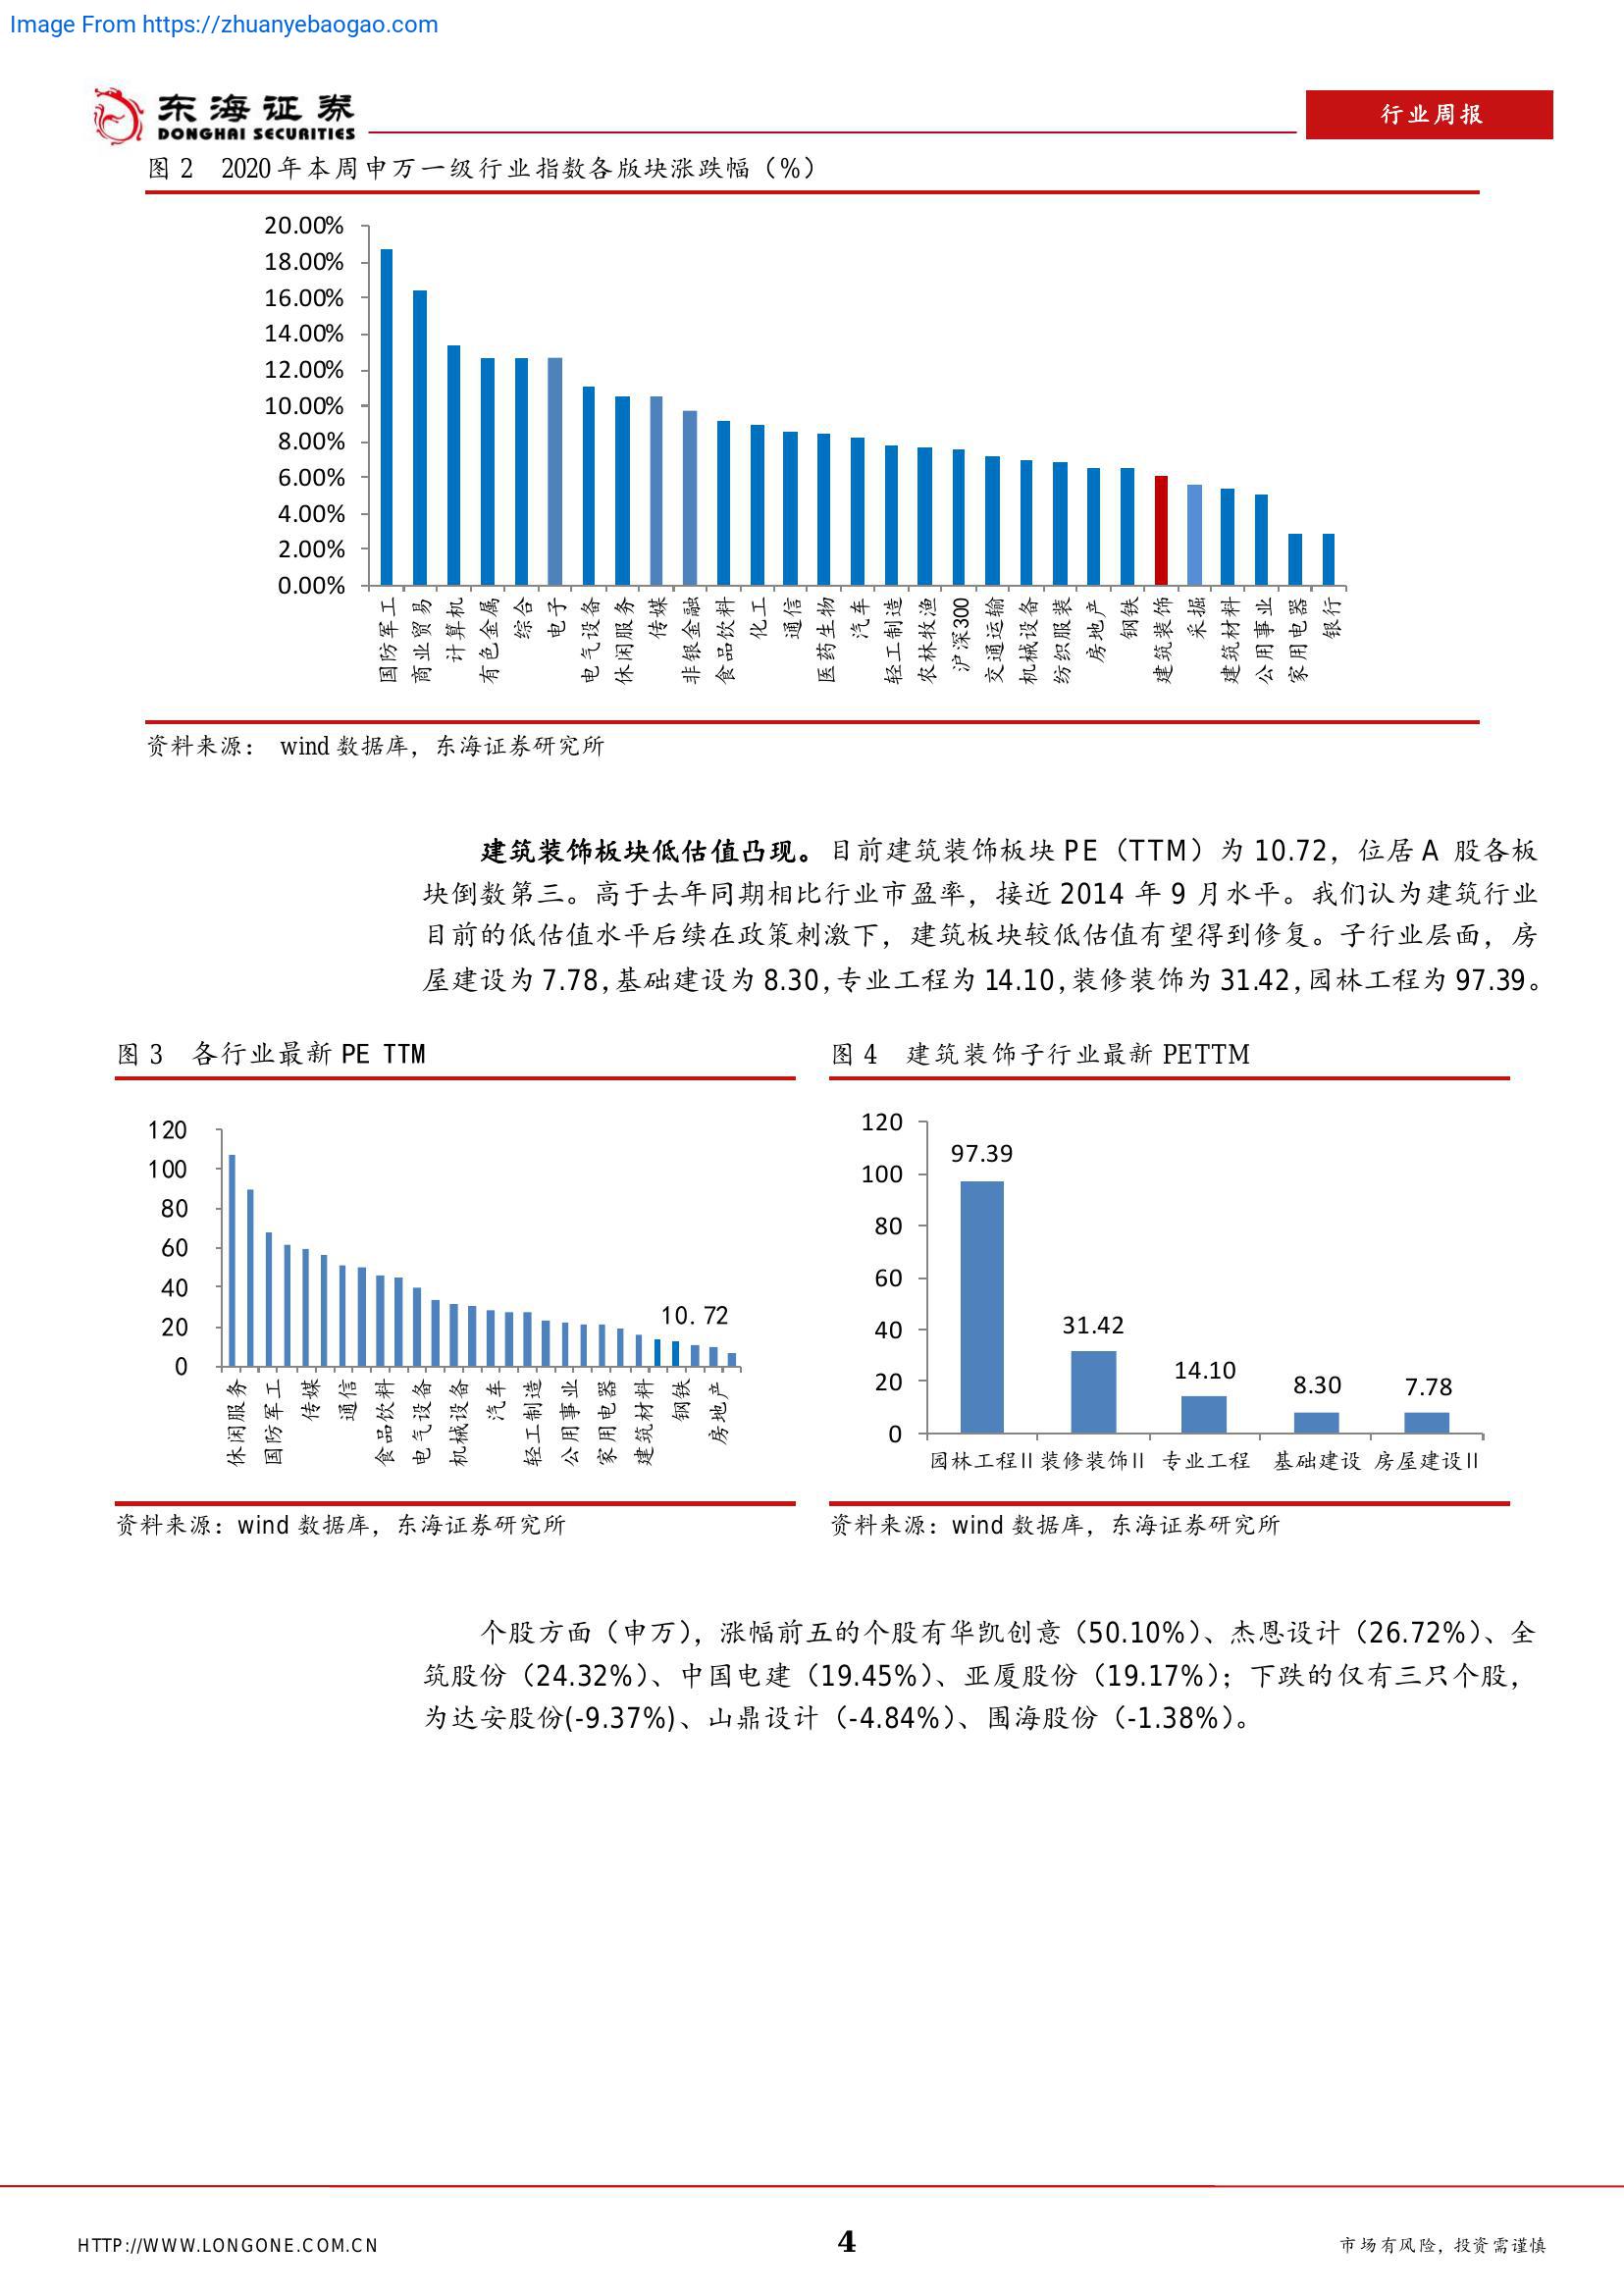 Image From https://zhuanyebaogao.com
东海证券
DONGHAI SECURITIES
行业周报
图 2 2020年本周申万一级行业指数各版块涨跌幅（%）
20.00%
18.00%
16.00%
14.00%
12.00%
10.00%
8.00%
6.00%
4.00%
2.00%
0.00%
国防军工
商业贸易
计算机
有色金属
综合
电子
电气设备
休闲服务
传媒
非银金融
食品饮料
化工
通信
医药生物
汽车
轻工制造
农林牧渔
沪深300
交通运输
机械设备
纺织服装
房地产
钢铁
建筑装饰
采掘
建筑材料
公用事业
家用电器
银行
资料来源： wind 数据库，东海证券研究所
建筑装饰板块低估值凸现。目前建筑装饰板块 PE（TTM）为 10.72，位居 A 股各板
块倒数第三。高于去年同期相比行业市盈率，接近 2014 年 9 月水平。我们认为建筑行业
目前的低估值水平后续在政策刺激下，建筑板块较低估值有望得到修复。子行业层面，房
屋建设为 7.78，基础建设为 8.30，专业工程为 14.10，装修装饰为 31.42，园林工程为 97.39。
图 3 各行业最新 PE TTM
120
100
80
60
40
20
0
10.72
休闲服务
国防军工
传媒
通信
食品饮料
电气设备
机械设备
汽车
轻工制造
公用事业
家用电器
建筑材料
钢铁
房地产
资料来源：wind 数据库，东海证券研究所
图 4 建筑装饰子行业最新 PETTM
120
100
80
60
40
20
0
97.39
31.42
14.10
8.30
7.78
园林工程II 装修装饰II 专业工程 基础建设 房屋建设II
资料来源：wind 数据库，东海证券研究所
个股方面（申万），涨幅前五的个股有华凯创意（50.10%）、杰恩设计（26.72%）、全
筑股份（24.32%）、中国电建（19.45%）、亚厦股份（19.17%）；下跌的仅有三只个股，
为达安股份(-9.37%)、山鼎设计（-4.84%）、围海股份（-1.38%）。
HTTP://WWW.LONGONE.COM.CN
4
市场有风险，投资需谨慎